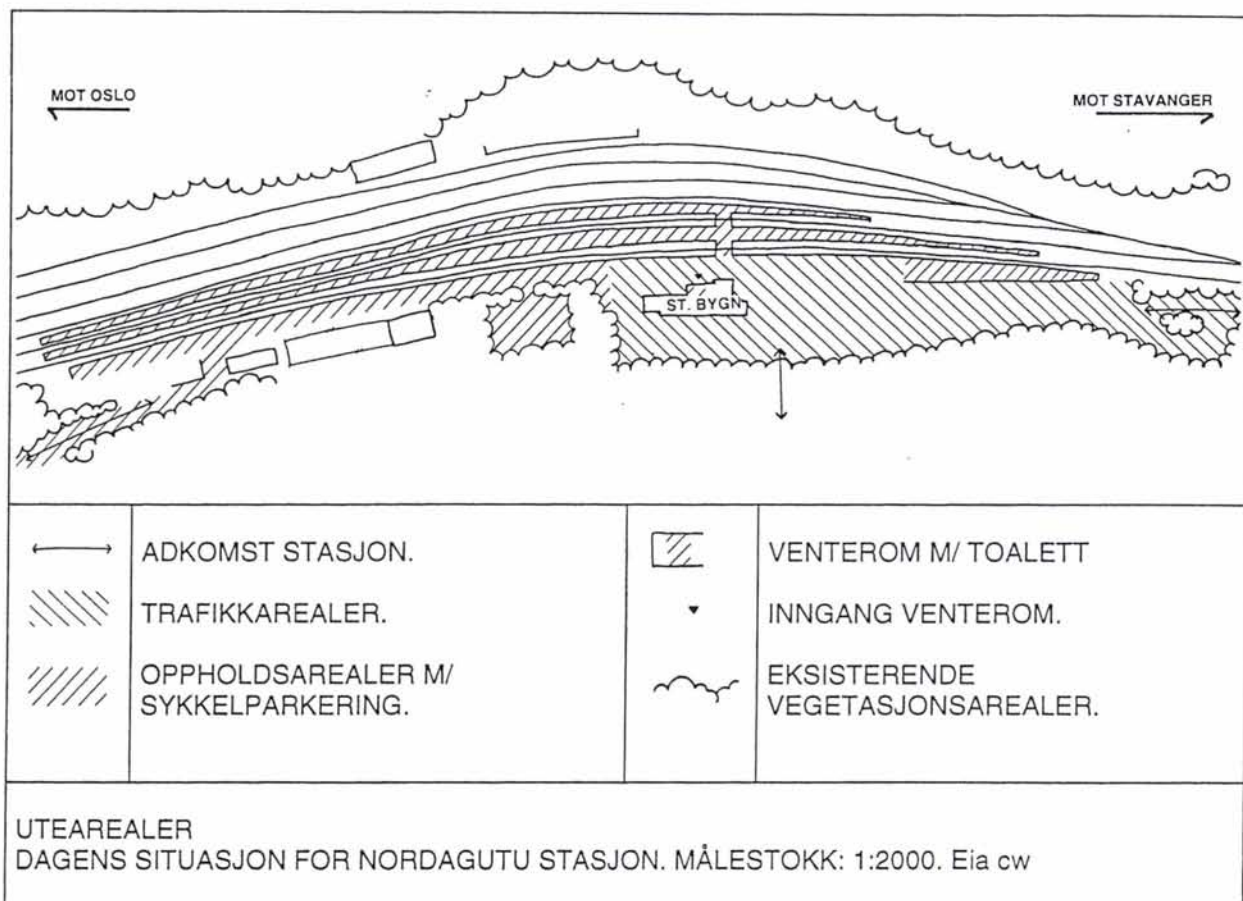 MOT OSLO
MOT STAVANGER
ST. BYGN
ADKOMST STASJON.
TRAFIKKAREALER.
OPPHOLDSAREALER M/
SYKKELPARKERING.
VENTEROM M/ TOALETT
INNGANG VENTEROM.
EKSISTERENDE
VEGETASJONSAREALER.
UTEAREALER
DAGENS SITUASJON FOR NORDAGUTU STASJON. MÅLESTOKK: 1:2000. Eia cw